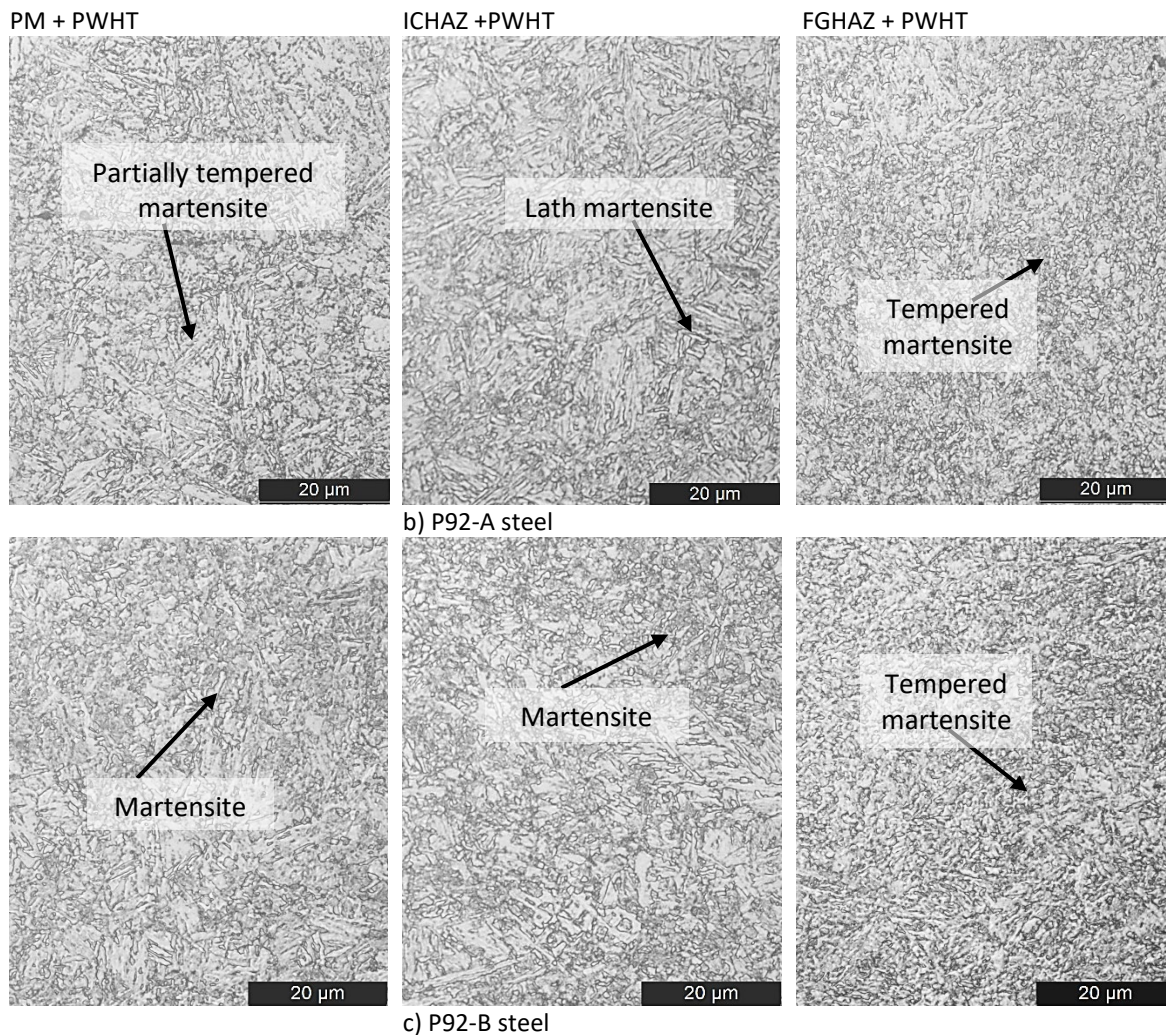 PM + PWHT
ICHAZ +PWHT
FGHAZ + PWHT
Partially tempered
martensite
Lath martensite
Tempered
martensite
20 µm
20 µm
20 µm
b) P92-A steel
Martensite
Martensite
Tempered
martensite
20 µm
20 µm
20 µm
c) P92-B steel